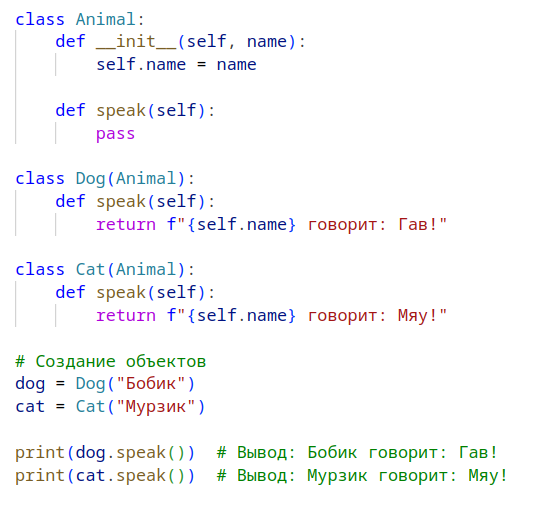 class Animal:
    def __init__(self, name):
        self.name = name

    def speak(self):
        pass

class Dog(Animal):
    def speak(self):
        return f"{self.name} говорит: Гав!"

class Cat(Animal):
    def speak(self):
        return f"{self.name} говорит: Мяу!"

# Создание объектов
dog = Dog("Бобик")
cat = Cat("Мурзик")

print(dog.speak())  # Вывод: Бобик говорит: Гав!
print(cat.speak())  # Вывод: Мурзик говорит: Мяу!